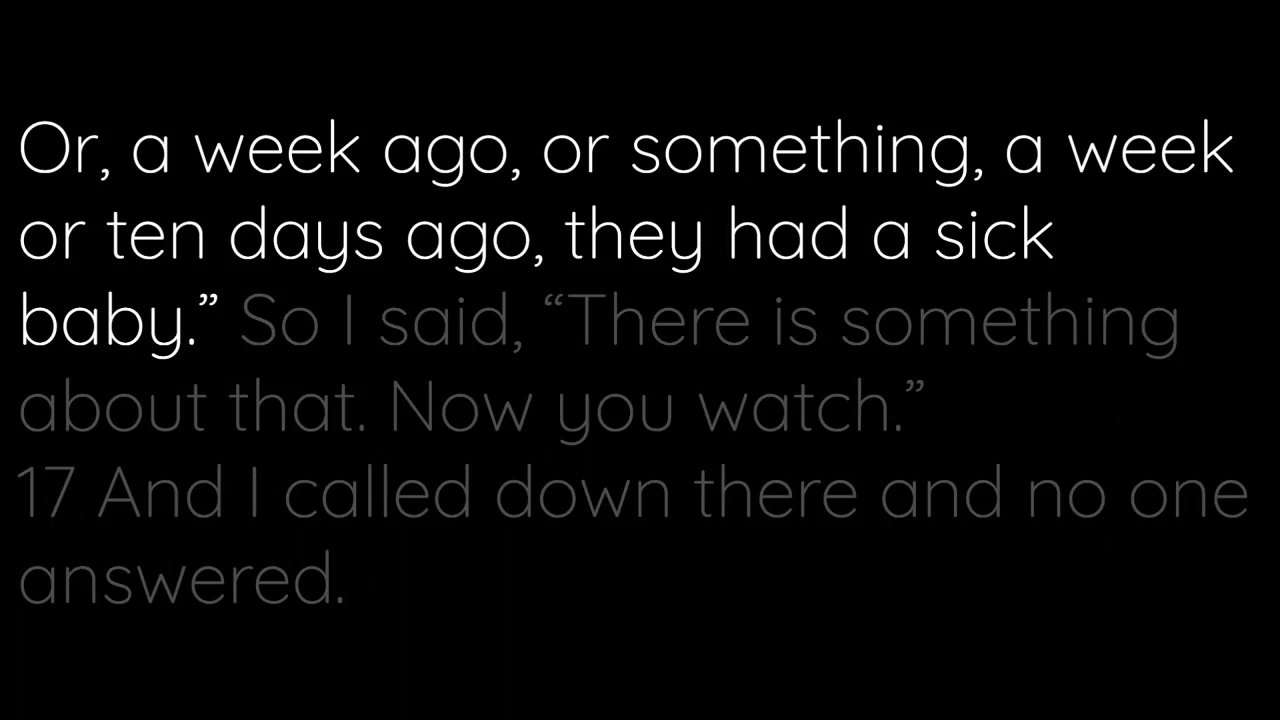 Or, a week ago, or something, a week
or ten days ago, they had a sick
baby.” So I said, “There is something
about that. Now you watch.”
17 And I called down there and no one
answered.